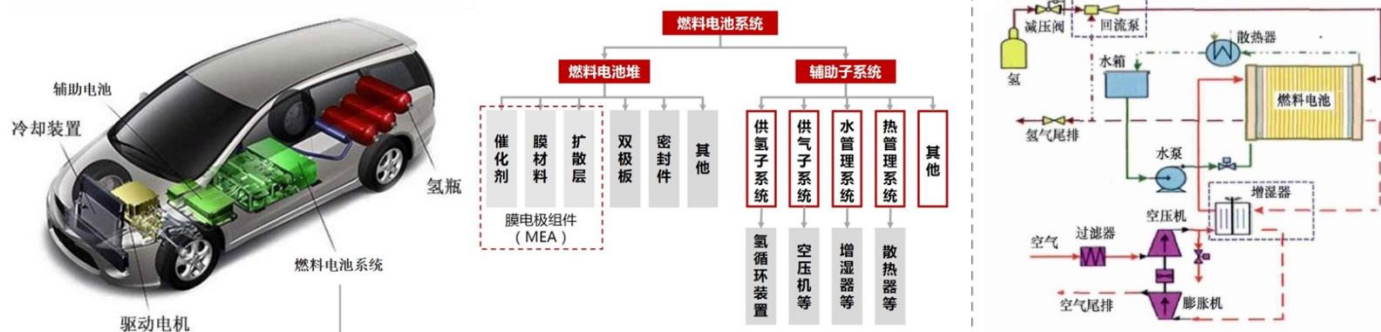 辅助电池
冷却装置
氢瓶
燃料电池系统
驱动电机
燃料电池系统
燃料电池堆
辅助子系统
催化剂
膜材料
扩散层
双极板
密封件
其他
供氢子系统
供气子系统
水管理系统
热管理系统
其他
膜电极组件
（MEA）
氢循环装置
空压机等
增湿器等
散热器等
减压阀
回流泵
氢
散热器
水箱
燃料电池
氢气尾排
水泵
增湿器
空压机
空气
过滤器
空气尾排
膨胀机